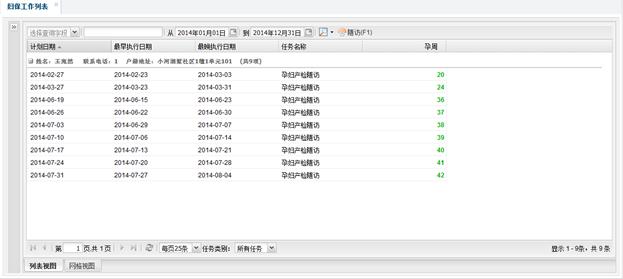 妇保工作列表
选择查询字段 从 2014年01月01日 到 2014年12月31日 随访(F1)
计划日期 最早执行日期 最晚执行日期 任务名称 孕周
姓名: 联系电话: 1 户籍地址: 小河湖墅社区1幢1单元101 (共9项)
2014-02-27 2014-02-23 2014-03-03 孕妇产检随访 20
2014-03-27 2014-03-23 2014-03-31 孕妇产检随访 24
2014-06-19 2014-06-15 2014-06-23 孕妇产检随访 36
2014-06-26 2014-06-22 2014-06-30 孕妇产检随访 37
2014-07-03 2014-06-29 2014-07-07 孕妇产检随访 38
2014-07-10 2014-07-06 2014-07-14 孕妇产检随访 39
2014-07-17 2014-07-13 2014-07-21 孕妇产检随访 40
2014-07-24 2014-07-20 2014-07-28 孕妇产检随访 41
2014-07-31 2014-07-27 2014-08-04 孕妇产检随访 42
第 1 页,共 1 页 每页25条 任务类别: 所有任务 显示 1 - 9条，共 9 条
列表视图 网格视图